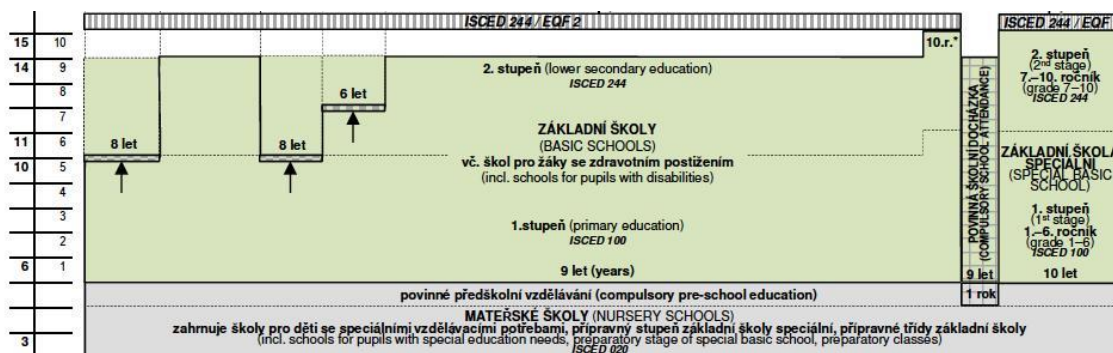 ISCED 244 / EQF 2
ISCED 244 / EQF
15 10
14 9
8
7
11 6
10 5
4
3
2
6 1
3
10.r.*
2. stupeň (lower secondary education)
ISCED 244
6 let
8 let
8 let
ZÁKLADNÍ ŠKOLY
(BASIC SCHOOLS)
vč. škol pro žáky se zdravotním postižením
(incl. schools for pupils with disabilities)
1.stupeň (primary education)
ISCED 100
9 let (years)
POVINNÁ ŠKOLNÍ DOCHÁZKA
(COMPULSORY SCHOOL ATTENDANCE)
9 let
1 rok
2. stupeň
(2nd stage)
7.–10. ročník
(grade 7–10)
ISCED 244
ZÁKLADNÍ ŠKOLA
SPECIÁLNÍ
(SPECIAL BASIC
SCHOOL)
1. stupeň
(1st stage)
1.–6. ročník
(grade 1–6)
ISCED 100
10 let
povinné předškolní vzdělávání (compulsory pre-school education)
MATEŘSKÉ ŠKOLY (NURSERY SCHOOLS)
zahrnuje školy pro děti se speciálními vzdělávacími potřebami, přípravný stupeň základní školy speciální, přípravné třídy základní školy
(incl. schools for pupils with special education needs, preparatory stage of special basic school, preparatory classes)
ISCED 020